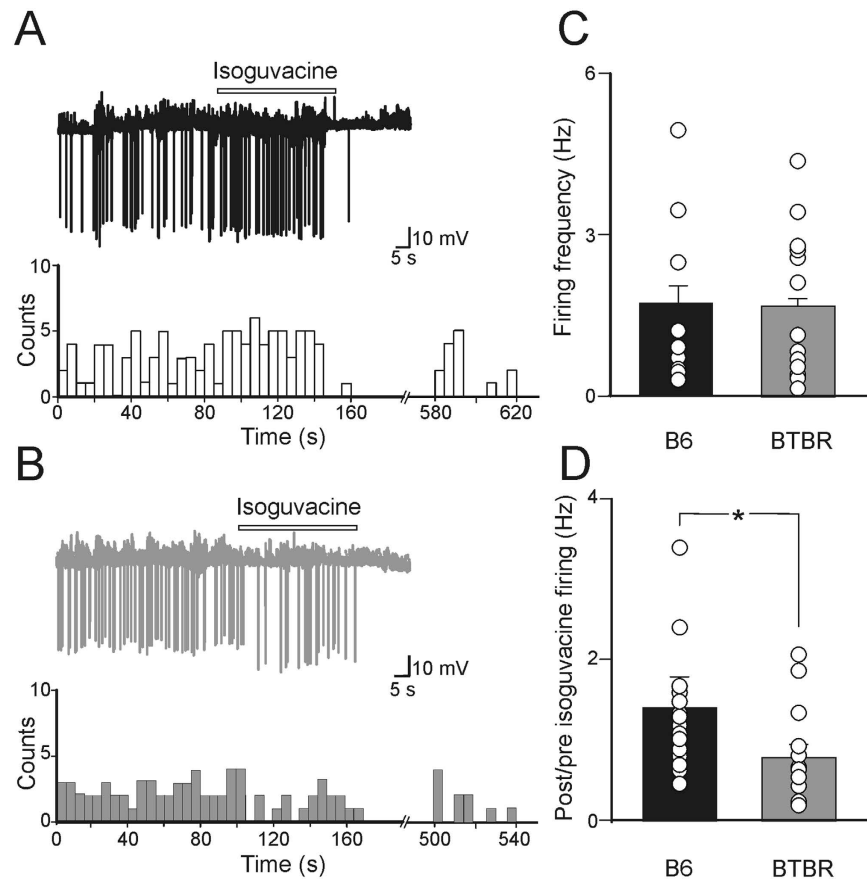 A
Isoguvacine
10 mV
5 s
10
5
0
Counts
0 40 80 120 160 580 620
Time (s)
B
Isoguvacine
10 mV
5 s
10
5
0
Counts
0 40 80 120 160 500 540
Time (s)
C
6
3
0
Firing frequency (Hz)
B6 BTBR
D
4
2
0
Post/pre isoguvacine firing (Hz)
*
B6 BTBR